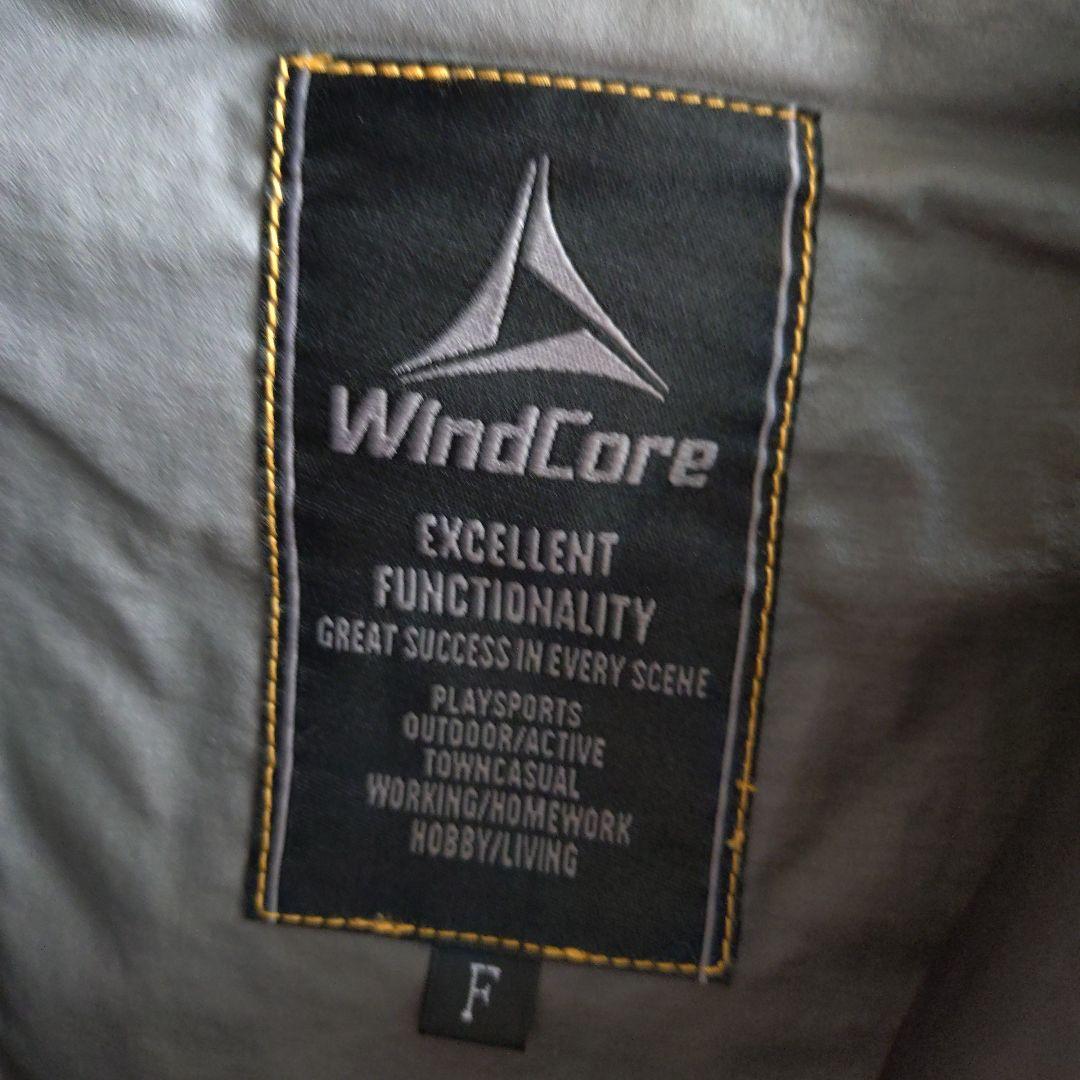 WindCore
EXCELLENT
FUNCTIONALITY
GREAT SUCCESS IN EVERY SCENE
PLAYSPORTS
OUTDOOR/ACTIVE
TOWNCASUAL
WORKING/HOMEWORK
HOBBY/LIVING
F